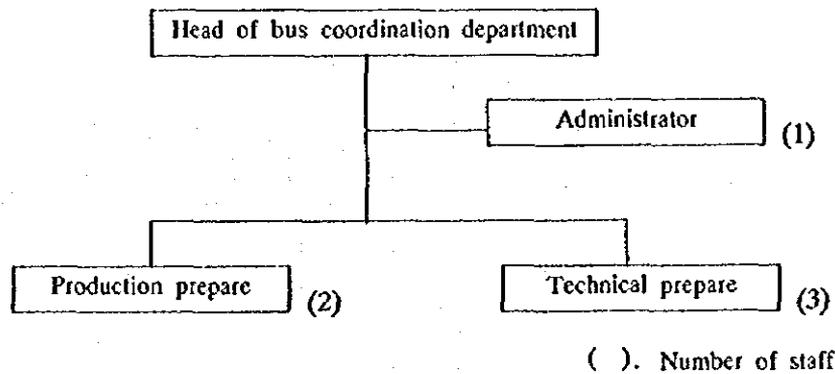 Head of bus coordination department
Administrator
(1)
Production prepare
(2)
Technical prepare
(3)
( ). Number of staff